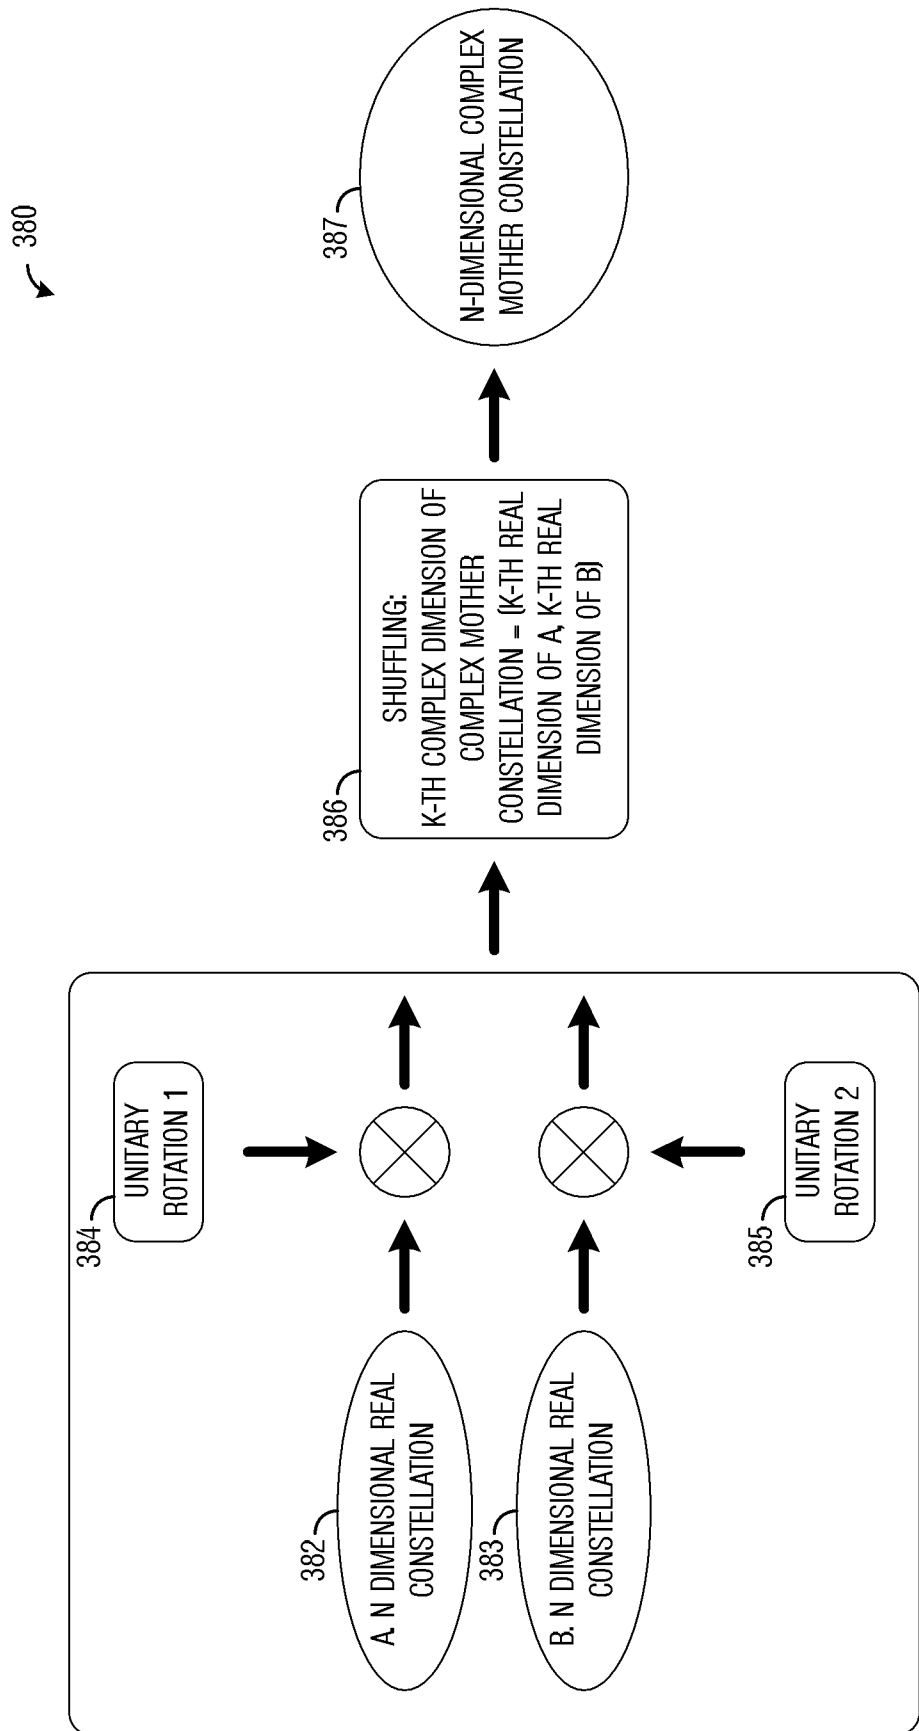 380
384
UNITARY
ROTATION 1
382
A. N DIMENSIONAL REAL
CONSTELLATION
383
B. N DIMENSIONAL REAL
CONSTELLATION
385
UNITARY
ROTATION 2
386
SHUFFLING:
K-TH COMPLEX DIMENSION OF
COMPLEX MOTHER
CONSTELLATION = (K-TH REAL
DIMENSION OF A, K-TH REAL
DIMENSION OF B)
387
N-DIMENSIONAL COMPLEX
MOTHER CONSTELLATION